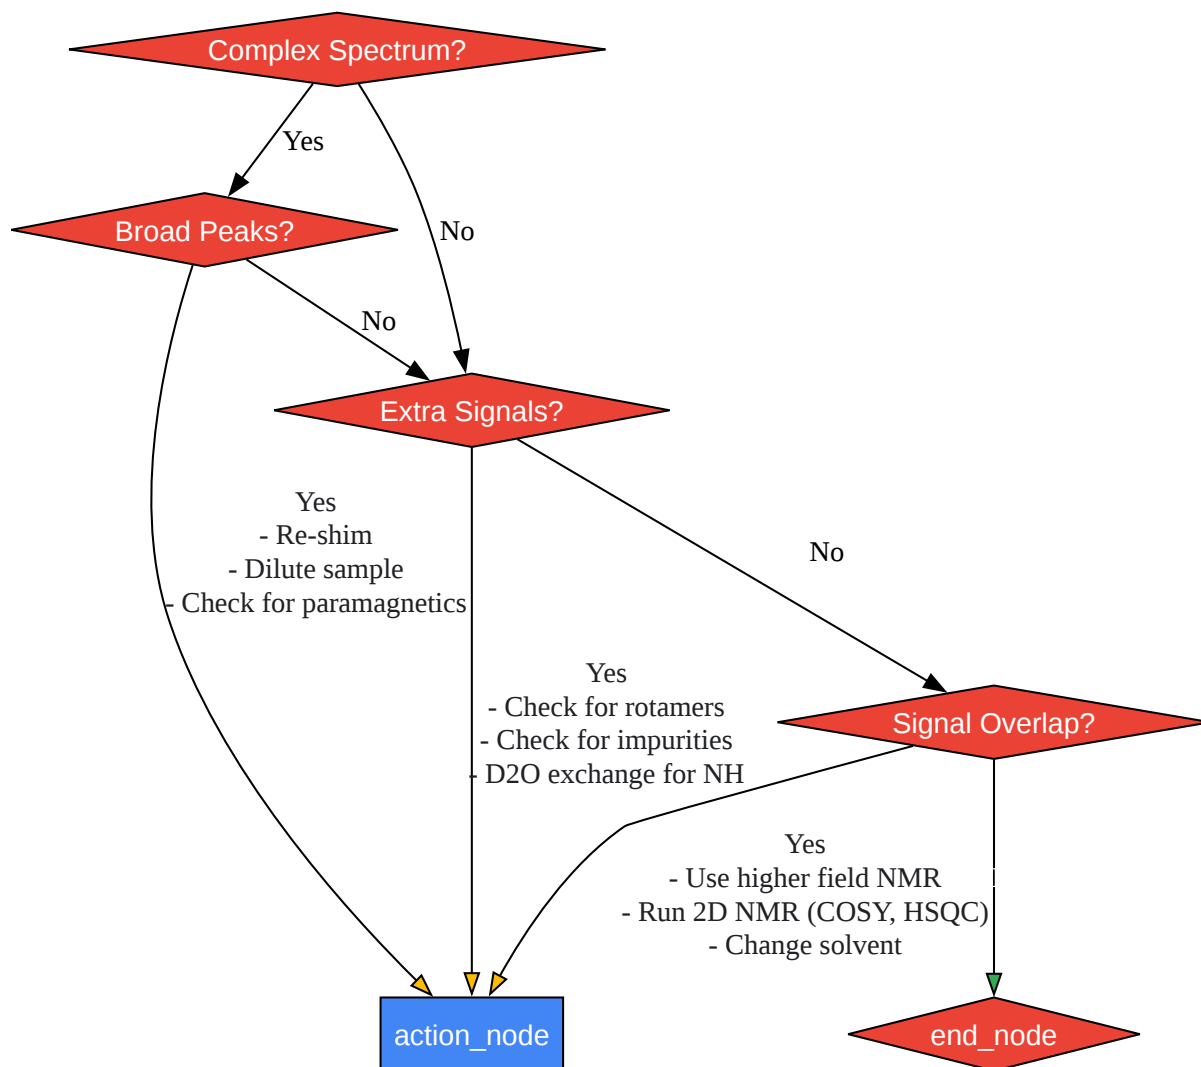 Complex Spectrum?
Yes
Broad Peaks?
No
No
Extra Signals?
Yes
- Re-shim
- Dilute sample
- Check for paramagnetics
No
Yes
- Check for rotamers
- Check for impurities
- D2O exchange for NH
Signal Overlap?
Yes
- Use higher field NMR
- Run 2D NMR (COSY, HSQC)
- Change solvent
action_node
end_node